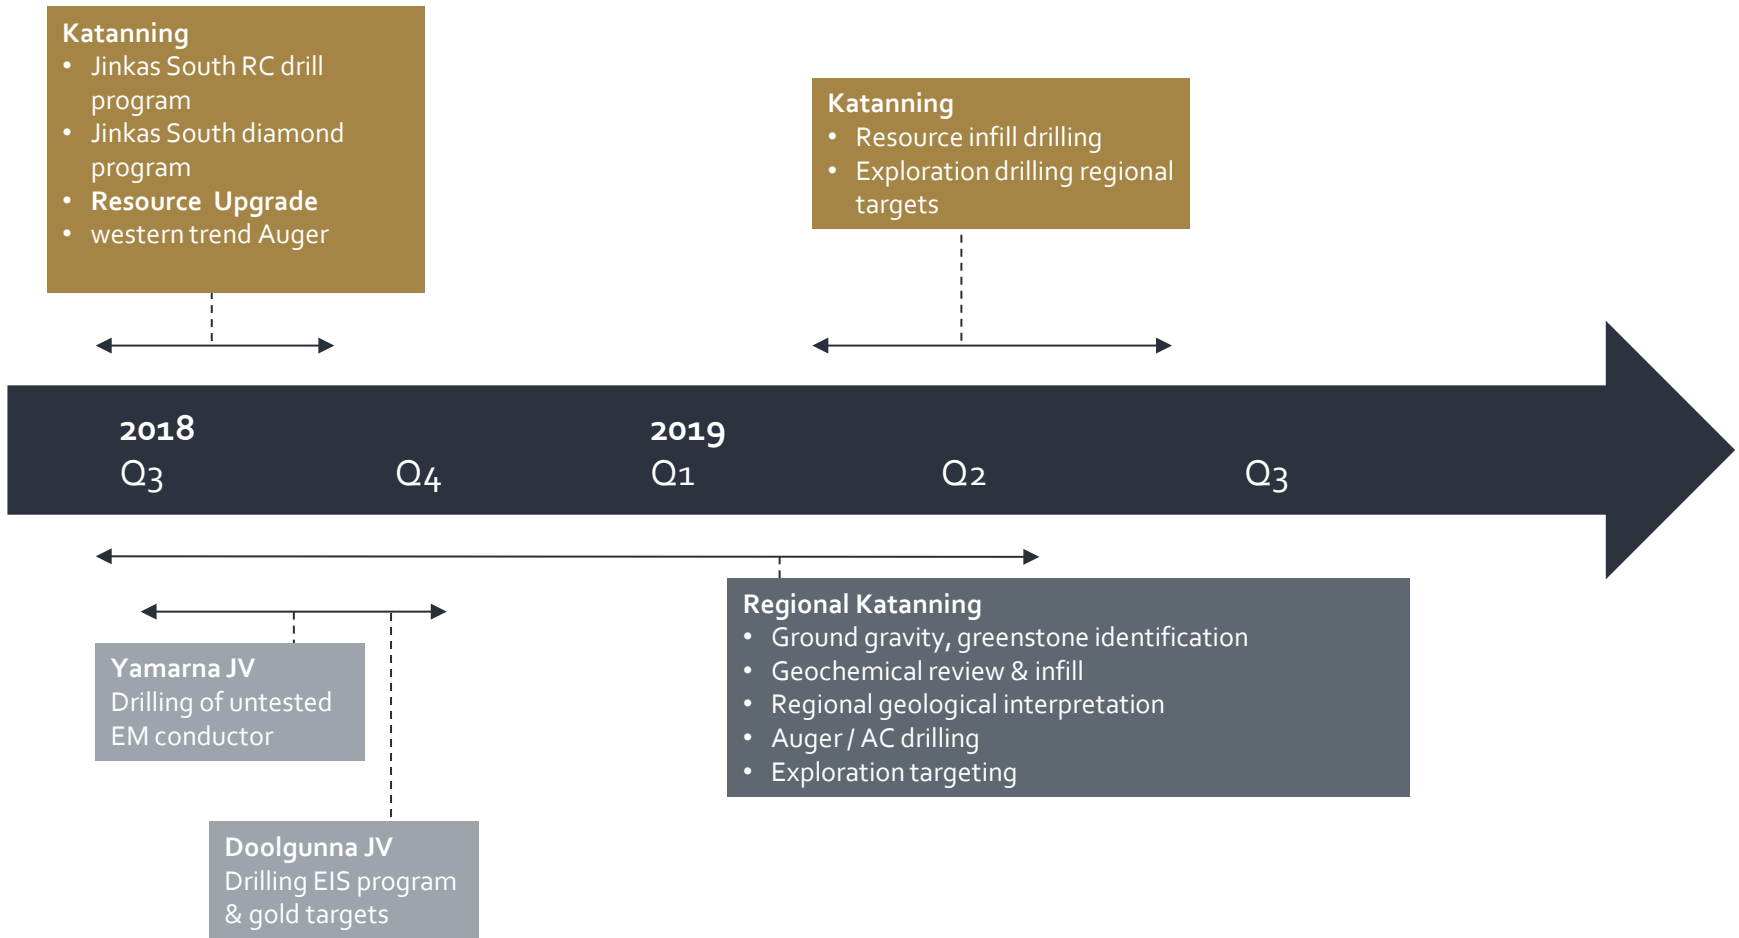 Katanning
• Jinkas South RC drill
program
• Jinkas South diamond
program
• Resource Upgrade
• western trend Auger
Katanning
• Resource infill drilling
• Exploration drilling regional
targets
2018
2019
Q3
Q4
Q1
Q2
Q3
Regional Katanning
• Ground gravity, greenstone identification
• Geochemical review & infill
• Regional geological interpretation
• Auger / AC drilling
• Exploration targeting
Yamarna JV
Drilling of untested
EM conductor
Doolgunna JV
Drilling EIS program
& gold targets